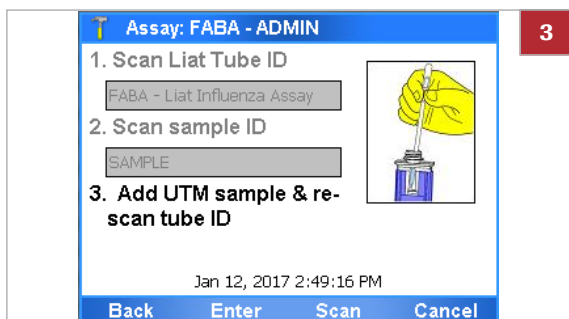 Assay: FABA - ADMIN
3
1. Scan Liat Tube ID
FABA - Liat Influenza Assay
2. Scan sample ID
SAMPLE
3. Add UTM sample & re-
scan tube ID
Jan 12, 2017 2:49:16 PM
Back Enter Scan Cancel